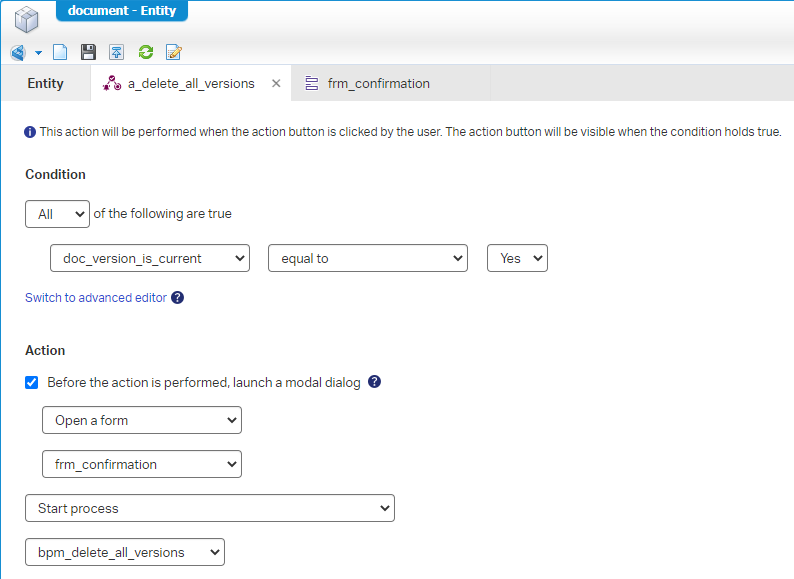 document - Entity
Entity
a_delete_all_versions
frm_confirmation
This action will be performed when the action button is clicked by the user. The action button will be visible when the condition holds true.
Condition
All of the following are true
doc_version_is_current equal to Yes
Switch to advanced editor ?
Action
Before the action is performed, launch a modal dialog ?
Open a form
frm_confirmation
Start process
bpm_delete_all_versions